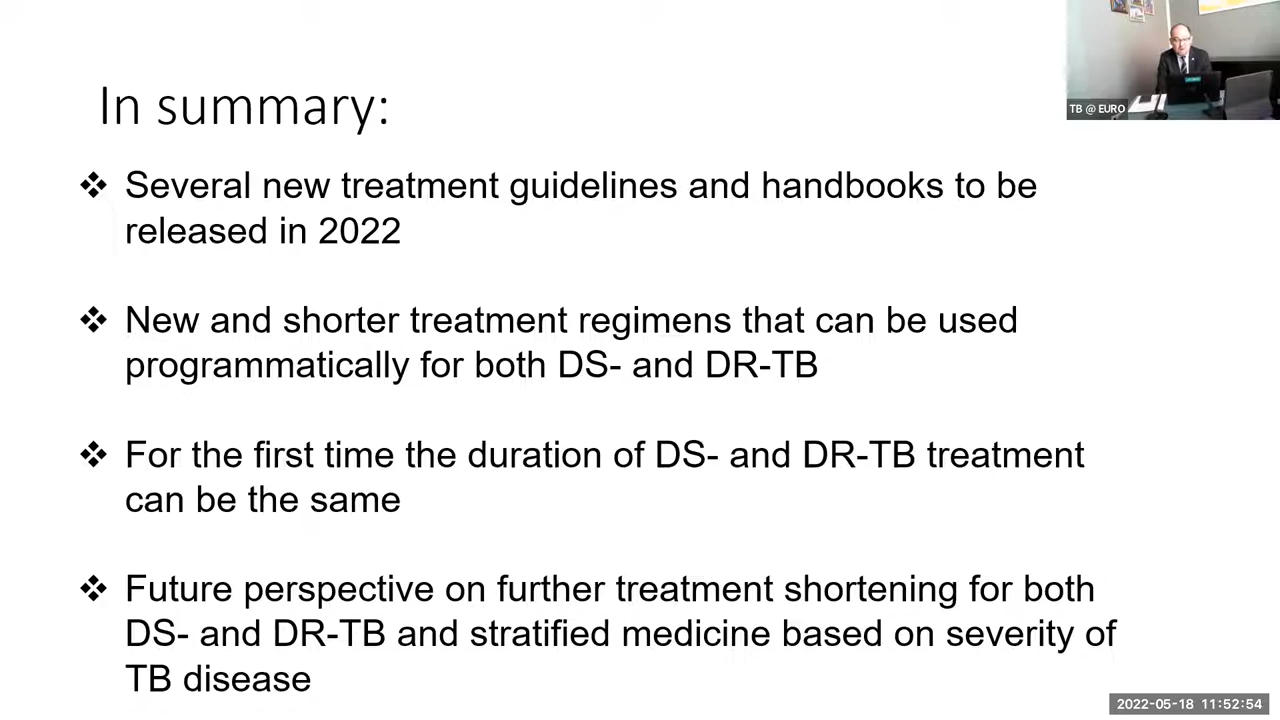 TB @ EURO
In summary:
❖ Several new treatment guidelines and handbooks to be
released in 2022
❖ New and shorter treatment regimens that can be used
programmatically for both DS- and DR-TB
❖ For the first time the duration of DS- and DR-TB treatment
can be the same
❖ Future perspective on further treatment shortening for both
DS- and DR-TB and stratified medicine based on severity of
TB disease
2022-05-18 11:52:54